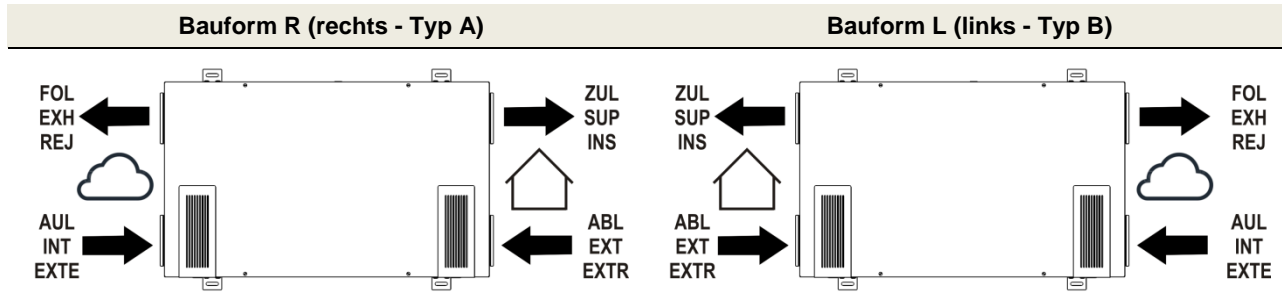 Bauform R (rechts - Typ A)
Bauform L (links - Typ B)
FOL
EXH
REJ
ZUL
SUP
INS
AUL
INT
EXTE
ABL
EXT
EXTR
ZUL
SUP
INS
FOL
EXH
REJ
ABL
EXT
EXTR
AUL
INT
EXTE